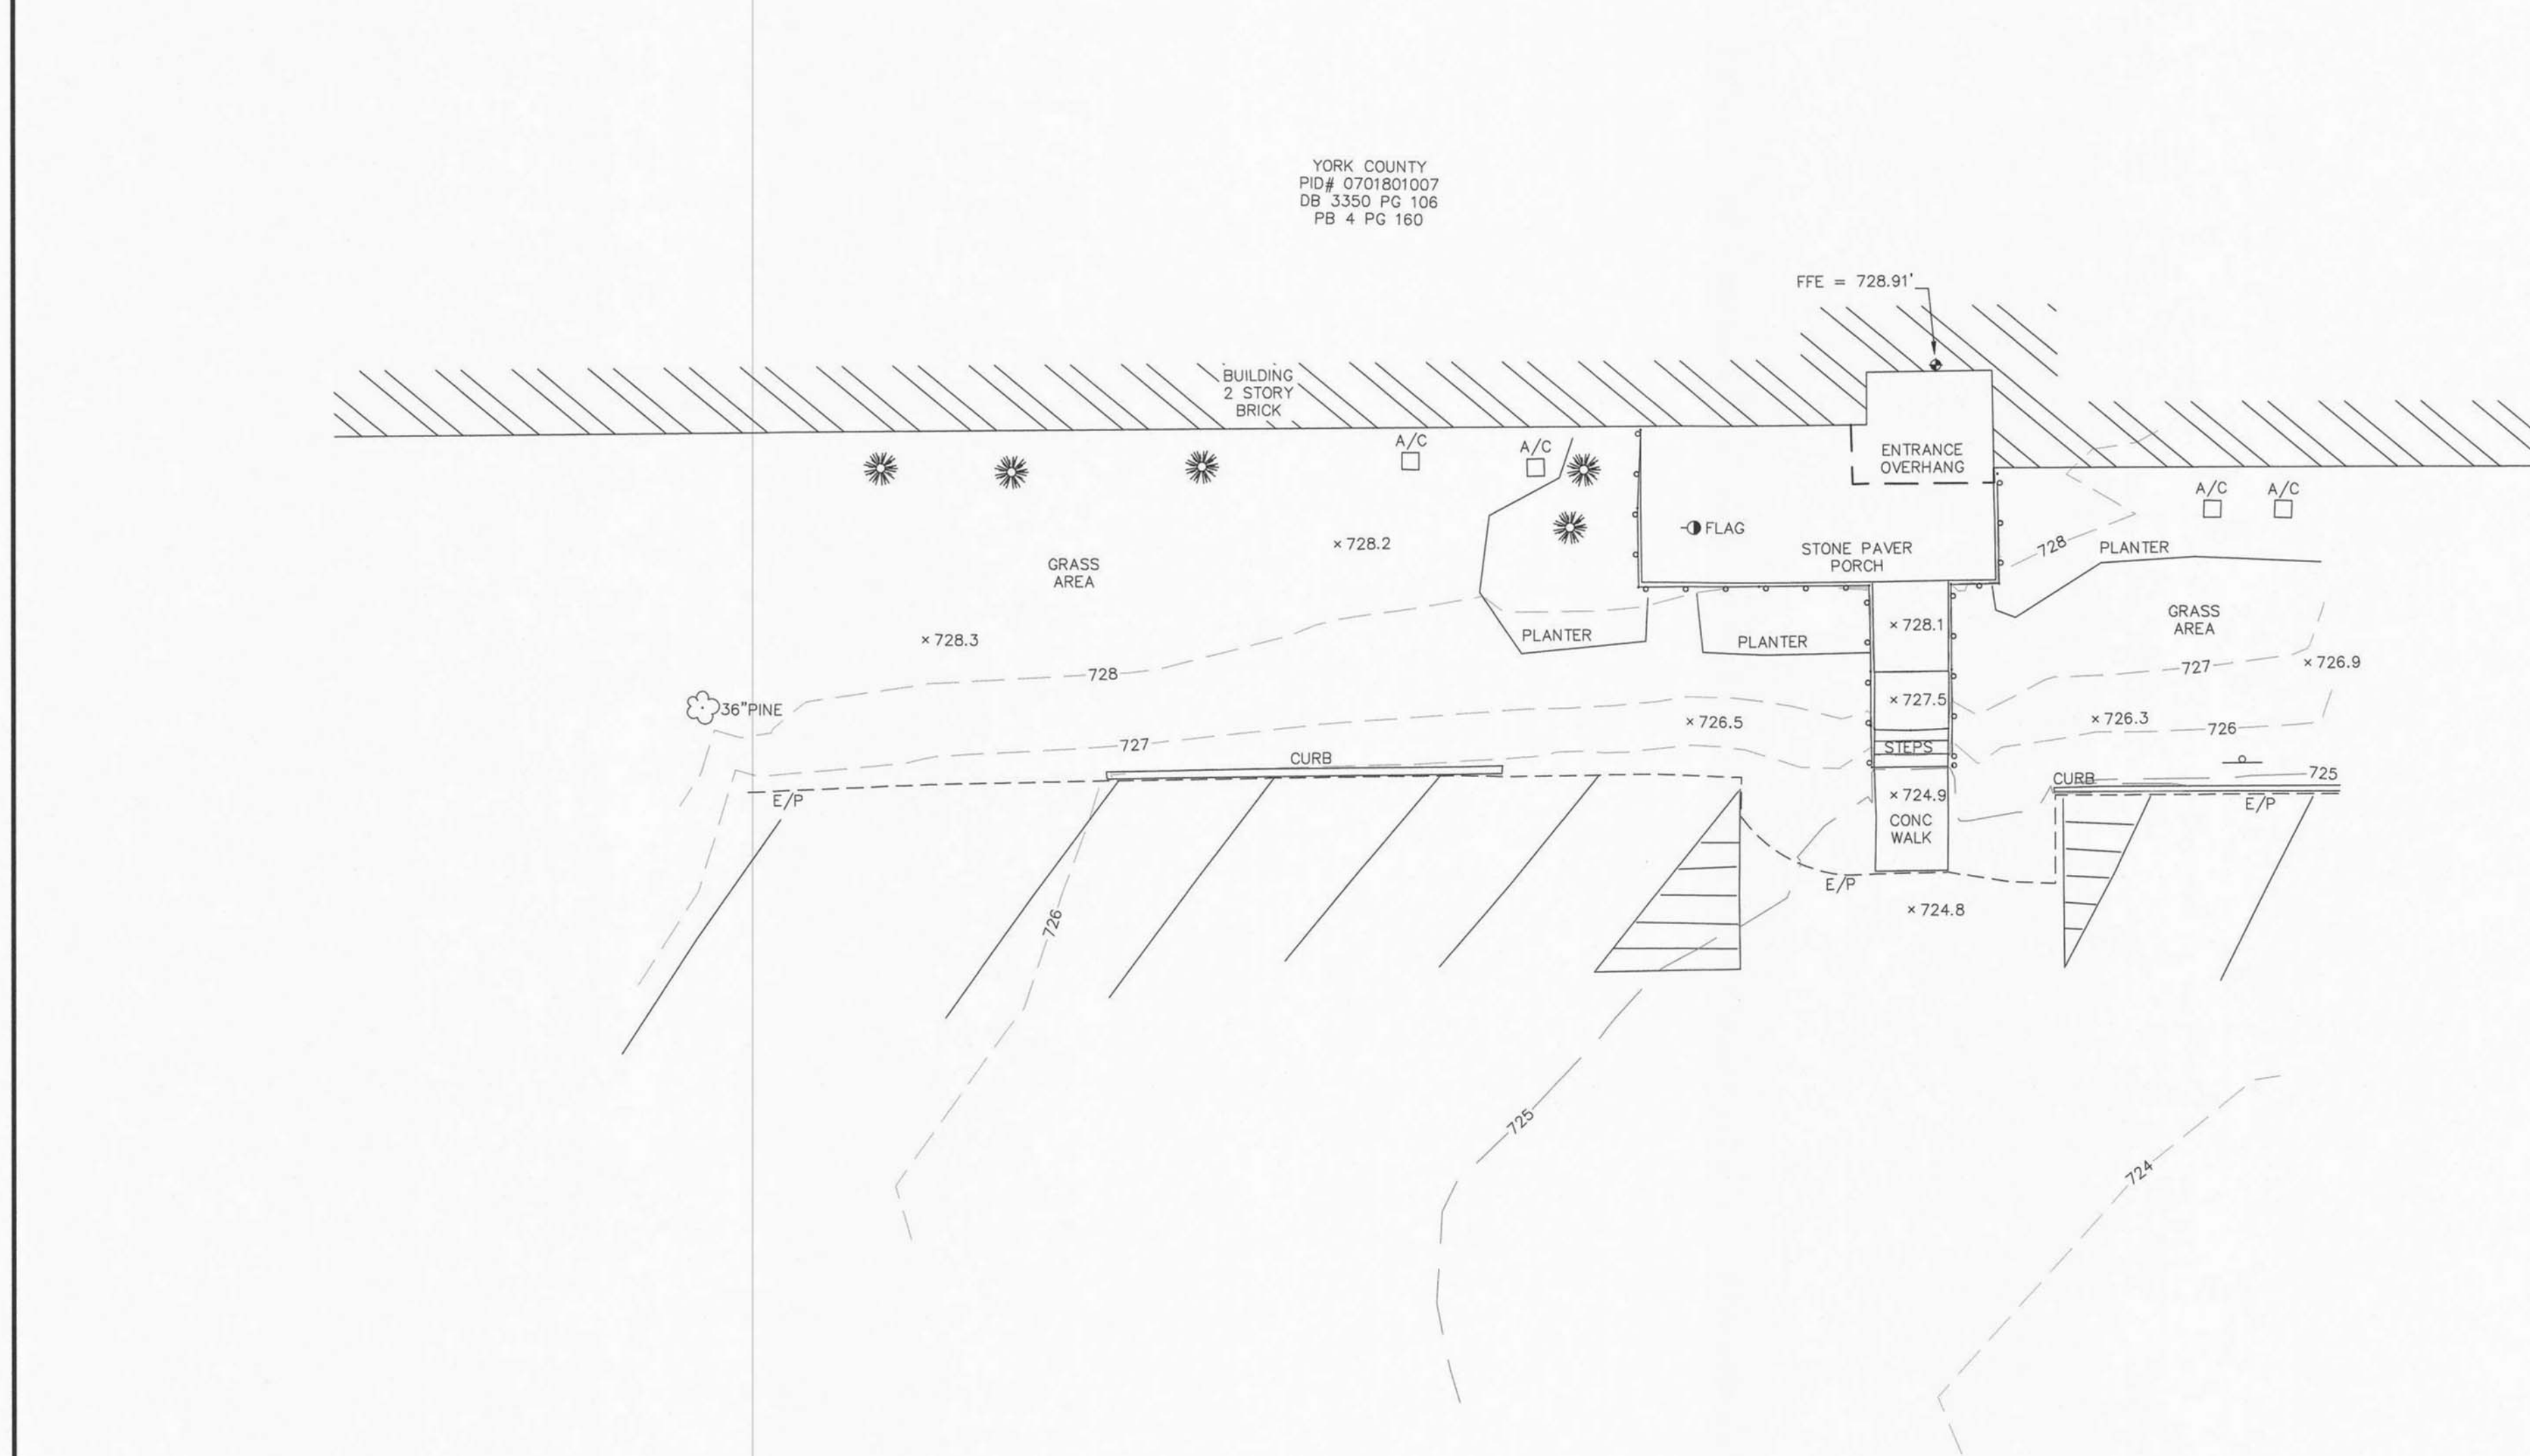 YORK COUNTY
PID# 0701801007
DB 3350 PG 106
PB 4 PG 160
FFE = 728.91'
BUILDING
2 STORY
BRICK
A/C
A/C
ENTRANCE
OVERHANG
A/C
A/C
FLAG
× 728.2
STONE PAVER
PORCH
728
PLANTER
GRASS
AREA
× 728.3
PLANTER
PLANTER
× 728.1
GRASS
AREA
728
727
× 726.9
36"PINE
× 727.5
× 726.5
× 726.3
726
727
CURB
STEPS
CURB
725
E/P
× 724.9
E/P
CONC
WALK
E/P
726
× 724.8
725
724